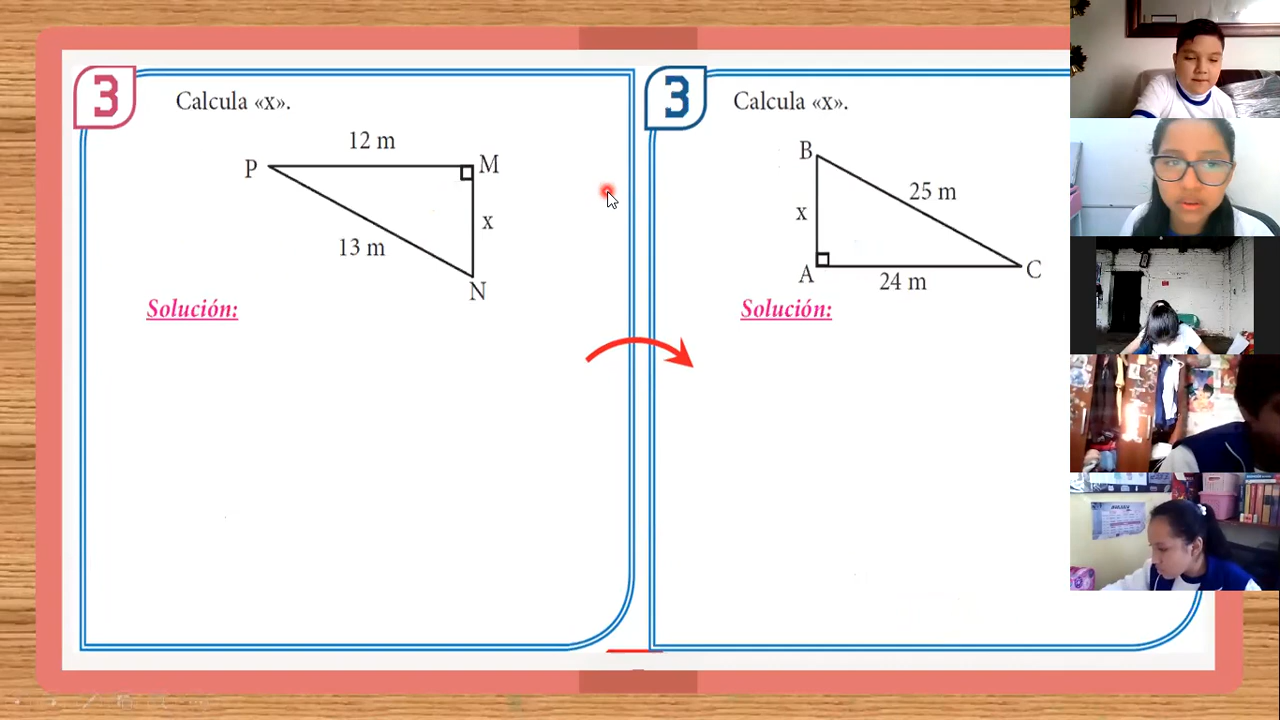 3
Calcula «x».
12 m
P
M
x
13 m
N
Solución:
3
Calcula «x».
B
25 m
x
A
24 m
C
Solución: